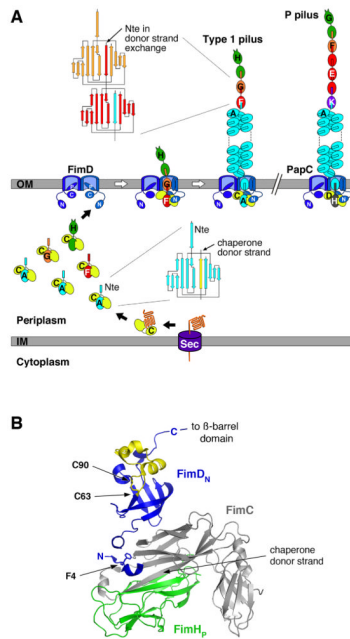 A
Nte in
donor strand
exchange
Type 1 pilus
P pilus
H
G
F
A
G
F
E
K
A
FimD
PapC
OM
C
C
N
N
H
G
F
N
C
A
N
D
H
N
H
C
C
G
C
A
C
F
C
A
Nte
Nte
chaperone
donor strand
Periplasm
C
IM
Sec
Cytoplasm
B
C
to ß-barrel
domain
C90
FimDN
C63
FimC
N
F4
chaperone
donor strand
FimHP